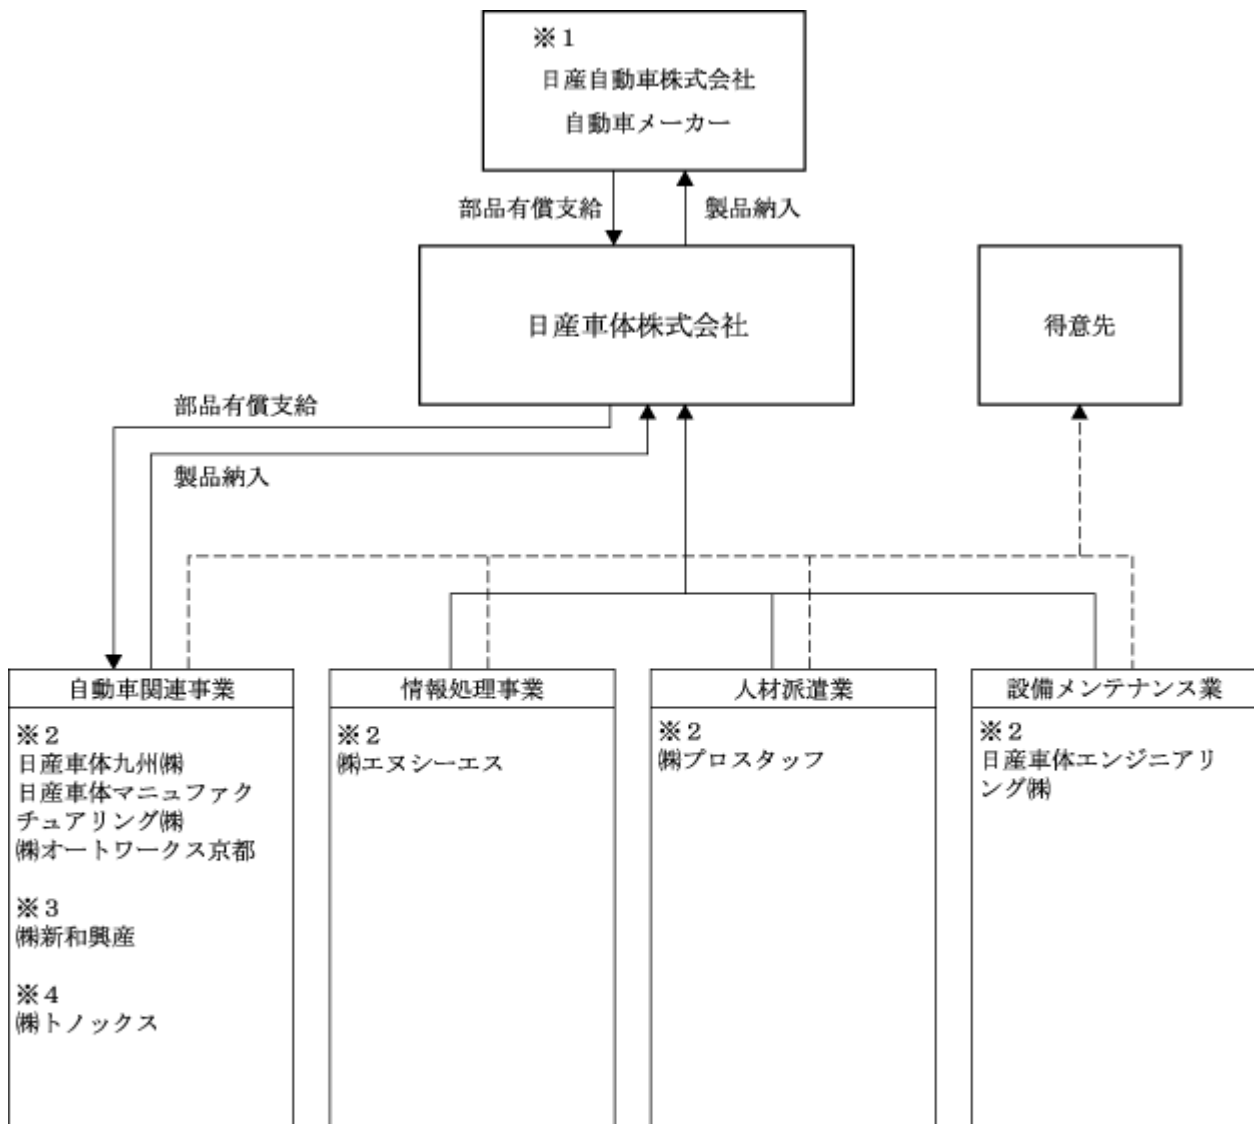 ※1
日産自動車株式会社
自動車メーカー
部品有償支給
製品納入
日産車体株式会社
得意先
部品有償支給
製品納入
自動車関連事業
※2
日産車体九州㈱
日産車体マニュファク
チュアリング㈱
㈱オートワークス京都
※3
㈱新和興産
※4
㈱トノックス
情報処理事業
※2
㈱エヌシーエス
人材派遣業
※2
㈱プロスタッフ
設備メンテナンス業
※2
日産車体エンジニアリ
ング㈱